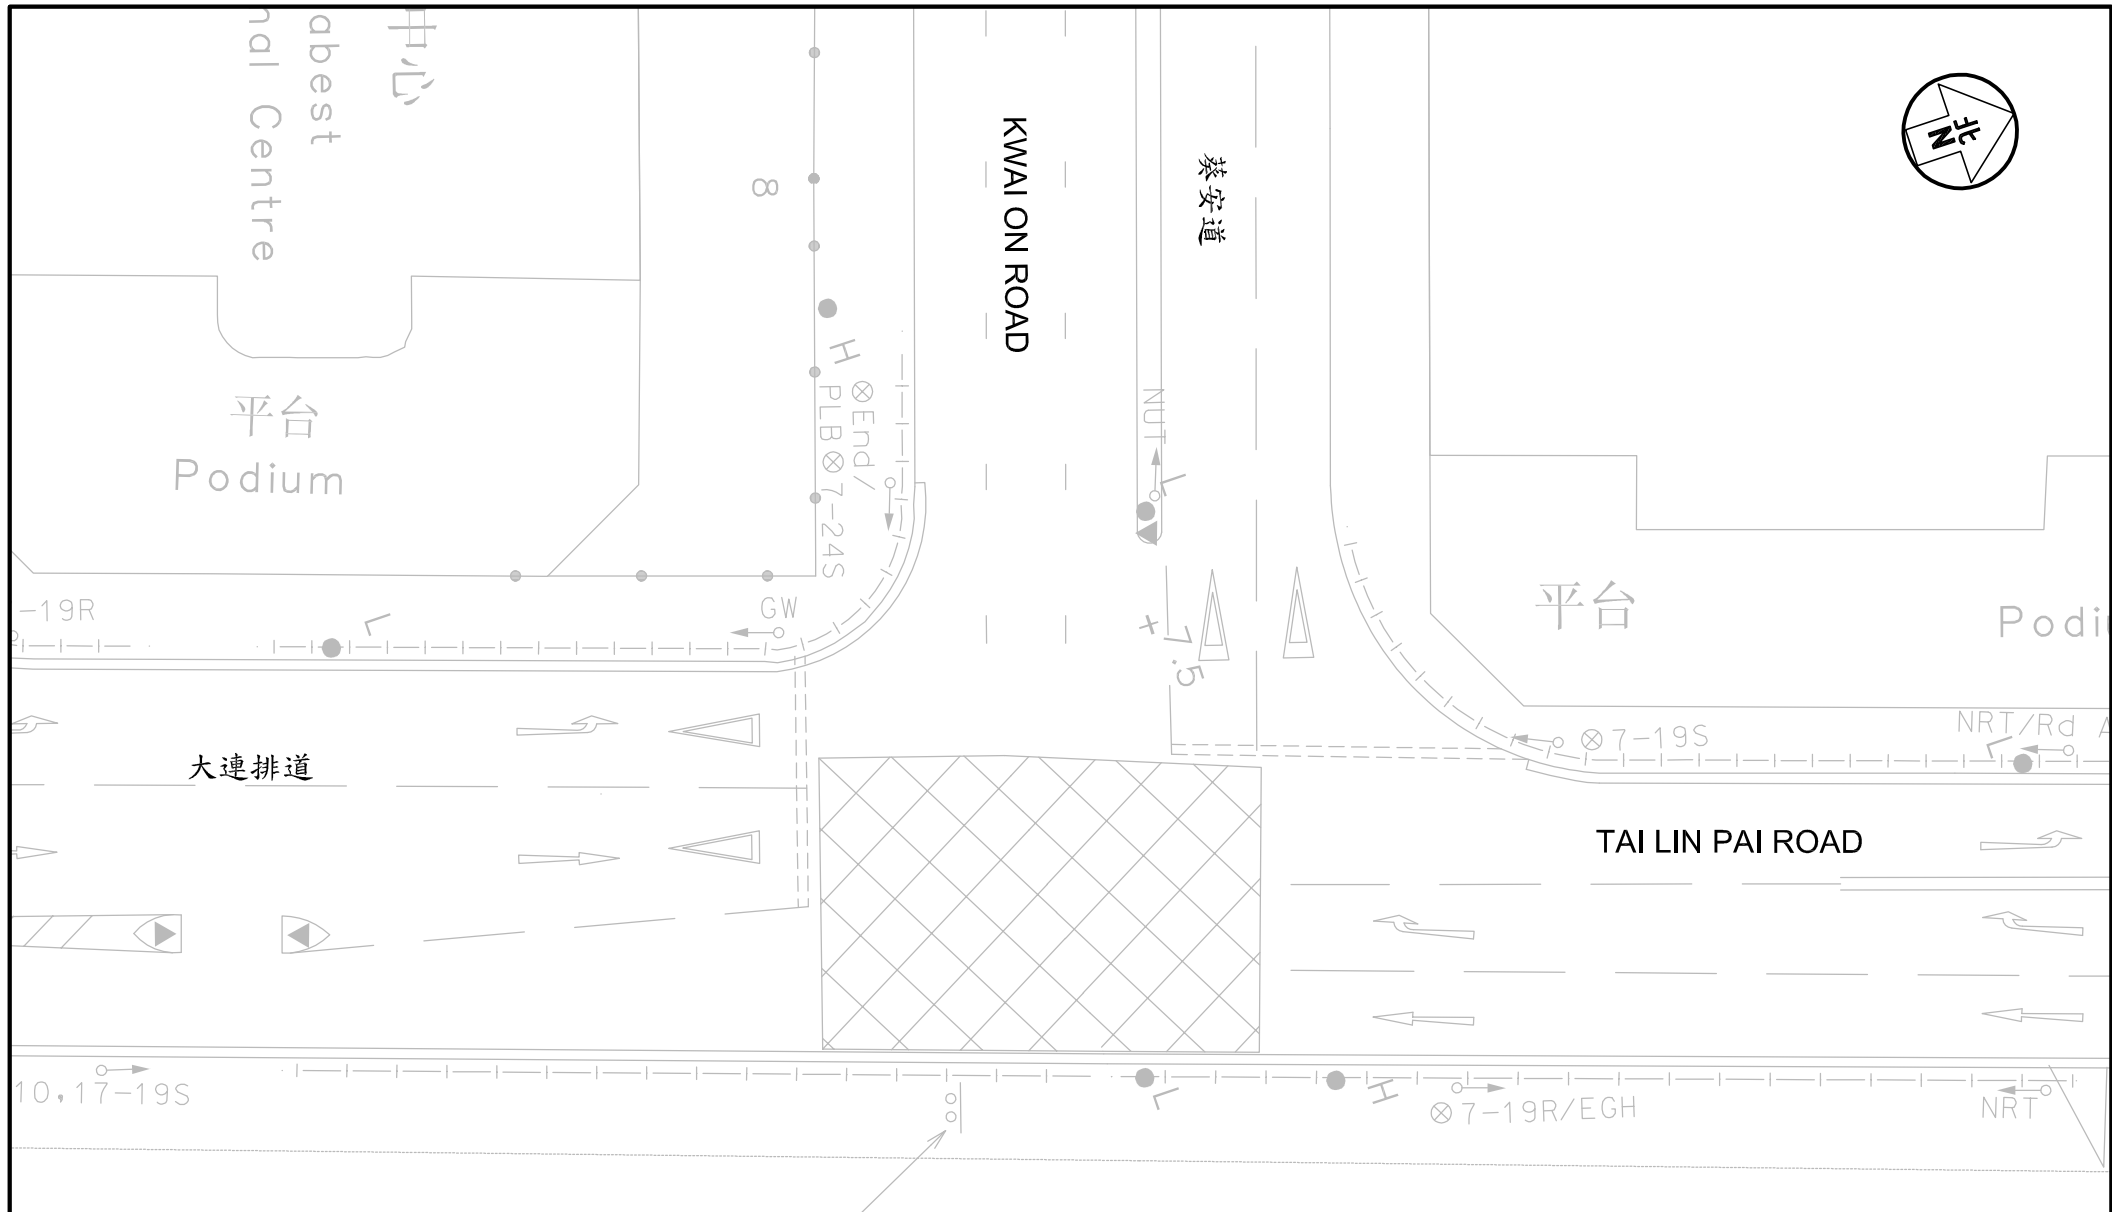 中心
abest
nal Centre
8
KWAI ON ROAD
葵安道
北
N
平台
Podium
H
⊗End/
PLB⊗7-24S
NUT
L
-19R
L
GW
+7.5
平台
Podiu
⊗7-19S
NRT/Rd A
L
大連排道
TAI LIN PAI ROAD
10,17-19S
L
H
⊗7-19R/EGH
NRT